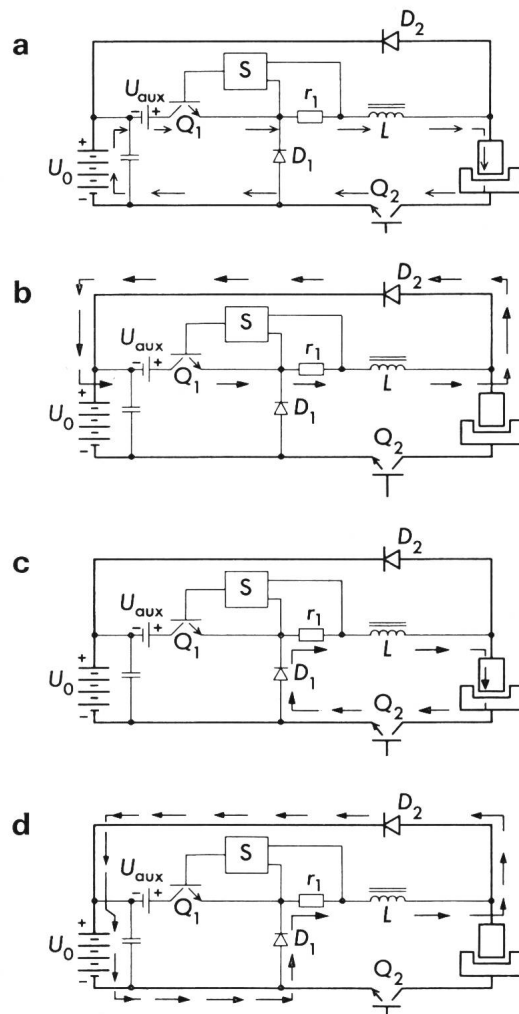 a
D2
S
Uaux
- +
Q1
r1
L
+
U0
-
D1
Q2
b
D2
S
Uaux
- +
Q1
r1
L
+
U0
-
D1
Q2
c
D2
S
Uaux
- +
Q1
r1
L
+
U0
-
D1
Q2
d
D2
S
Uaux
- +
Q1
r1
L
+
U0
-
D1
Q2